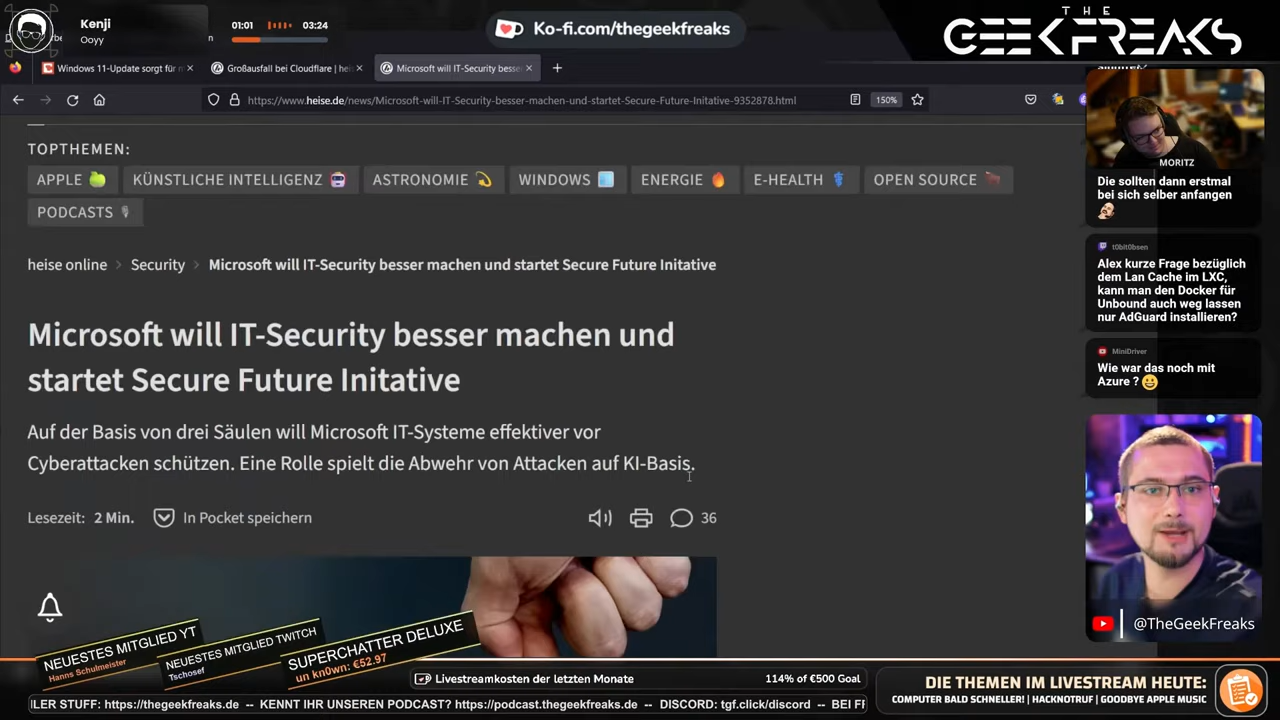 Kenji
Ooyy
01:01
03:24
Ko-fi.com/thegeekfreaks
THE
GEEKFREAKS
Windows 11-Update sorgt für
Großausfall bei Cloudflare | hei
Microsoft will IT-Security besse
https://www.heise.de/news/Microsoft-will-IT-Security-besser-machen-und-startet-Secure-Future-Initative-9352878.html
150%
TOPTHEMEN:
APPLE
KÜNSTLICHE INTELLIGENZ
ASTRONOMIE
WINDOWS
ENERGIE
E-HEALTH
OPEN SOURCE
PODCASTS
heise online > Security > Microsoft will IT-Security besser machen und startet Secure Future Initative
Microsoft will IT-Security besser machen und
startet Secure Future Initative
Auf der Basis von drei Säulen will Microsoft IT-Systeme effektiver vor
Cyberattacken schützen. Eine Rolle spielt die Abwehr von Attacken auf KI-Basis.
Lesezeit: 2 Min.
In Pocket speichern
36
MORITZ
Die sollten dann erstmal
bei sich selber anfangen
t0bit0bsen
Alex kurze Frage bezüglich
dem Lan Cache im LXC,
kann man den Docker für
Unbound auch weg lassen
nur AdGuard installieren?
MiniDriver
Wie war das noch mit
Azure ?
@TheGeekFreaks
NEUESTES MITGLIED YT
Hanns Schulmeister
NEUESTES MITGLIED TWITCH
Tschosef
SUPERCHATTER DELUXE
un kn0wn: €52.97
Livestreamkosten der letzten Monate
114% of €500 Goal
DIE THEMEN IM LIVESTREAM HEUTE:
COMPUTER BALD SCHNELLER! | HACKNOTRUF | GOODBYE APPLE MUSIC
ILER STUFF: https://thegeekfreaks.de -- KENNT IHR UNSEREN PODCAST? https://podcast.thegeekfreaks.de -- DISCORD: tgf.click/discord -- BEI FR